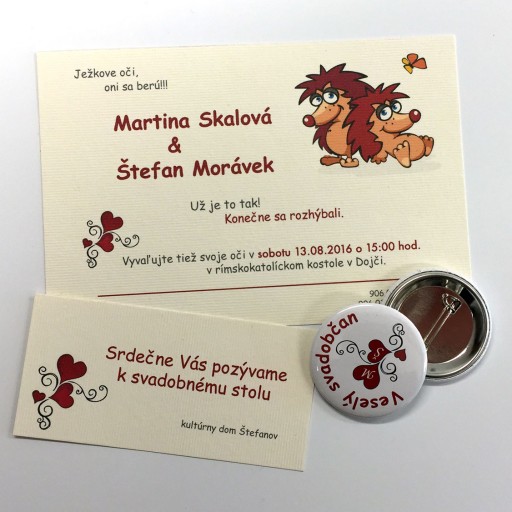 Ježkove oči,
oni sa berú!!!
Martina Skalová
&
Štefan Morávek
Už je to tak!
Konečne sa rozhýbali.
Vyvaľujte tiež svoje oči v sobotu 13.08.2016 o 15:00 hod.
v rímskokatolíckom kostole v Dojči.
906
Srdečne Vás pozývame
k svadobnému stolu
kultúrny dom Štefanov
Veselý svadobčan